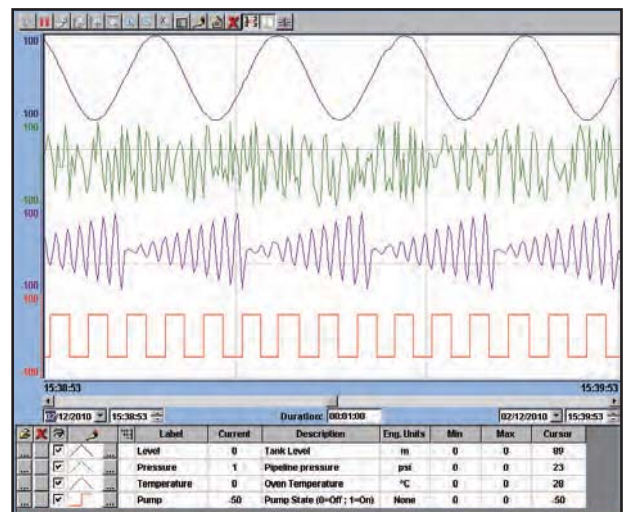 100
100
100
-100
100
-100
100
-100
15:38:53 15:39:53
02/12/2010 15:38:53 Duration: 00:01:00 02/12/2010 15:39:53
Label Current Description Eng. Units Min Max Cursor
Level 0 Tank Level m 0 0 89
Pressure 1 Pipeline pressure psi 0 0 23
Temperature 0 Oven Temperature °C 0 0 20
Pump -50 Pump State (0=Off ; 1=On) None 0 0 -50